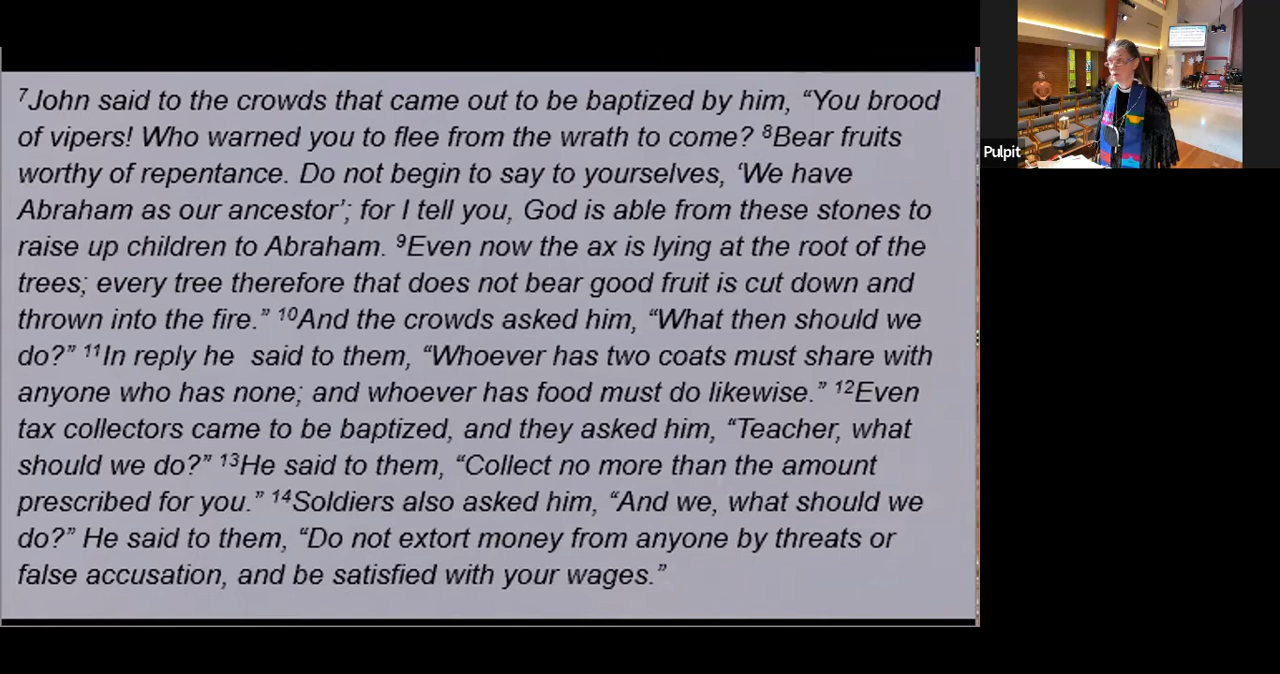 ⁷John said to the crowds that came out to be baptized by him, “You brood
of vipers! Who warned you to flee from the wrath to come? ⁸Bear fruits
worthy of repentance. Do not begin to say to yourselves, ‘We have
Abraham as our ancestor’; for I tell you, God is able from these stones to
raise up children to Abraham. ⁹Even now the ax is lying at the root of the
trees; every tree therefore that does not bear good fruit is cut down and
thrown into the fire.” ¹⁰And the crowds asked him, “What then should we
do?” ¹¹In reply he  said to them, “Whoever has two coats must share with
anyone who has none; and whoever has food must do likewise.” ¹²Even
tax collectors came to be baptized, and they asked him, “Teacher, what
should we do?” ¹³He said to them, “Collect no more than the amount
prescribed for you.” ¹⁴Soldiers also asked him, “And we, what should we
do?” He said to them, “Do not extort money from anyone by threats or
false accusation, and be satisfied with your wages.”
Pulpit